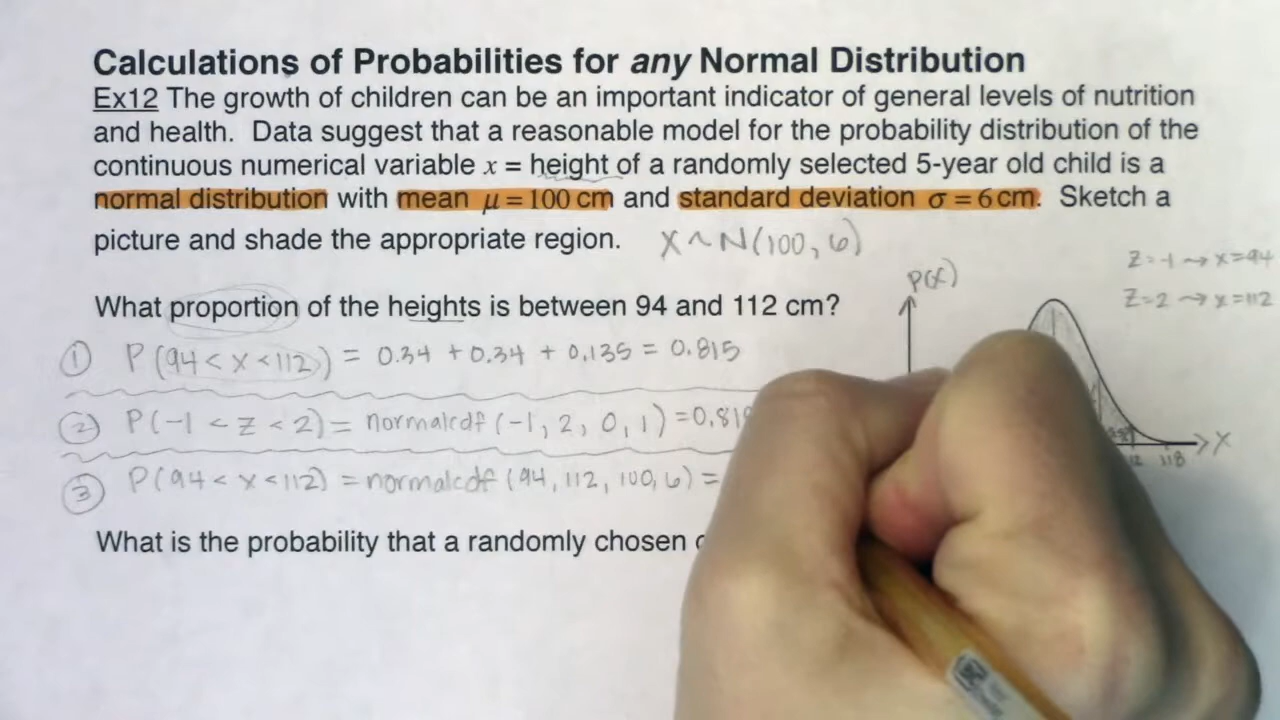 Calculations of Probabilities for any Normal Distribution
Ex12 The growth of children can be an important indicator of general levels of nutrition
and health. Data suggest that a reasonable model for the probability distribution of the
continuous numerical variable x = height of a randomly selected 5-year old child is a
normal distribution with mean μ = 100 cm and standard deviation σ = 6 cm. Sketch a
picture and shade the appropriate region. X ~ N(100, 6)
P(x)
Z=-1 → x=94
Z=2 → x=112
What proportion of the heights is between 94 and 112 cm?
① P(94 < X < 112) = 0.34 + 0.34 + 0.135 = 0.815
② P(-1 < Z < 2) = normalcdf(-1, 2, 0, 1) = 0.81
X
118
③ P(94 < X < 112) = normalcdf(94, 112, 100, 6) =
What is the probability that a randomly chosen